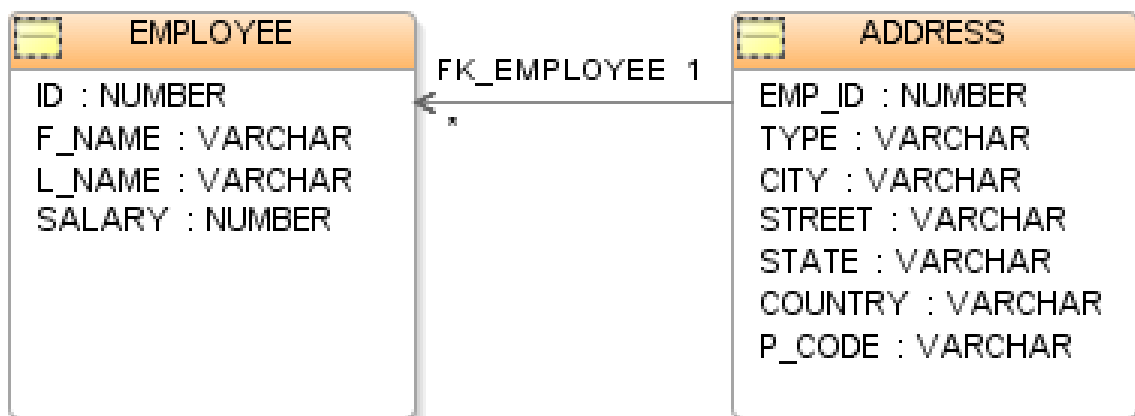 EMPLOYEE
ID : NUMBER
F_NAME : VARCHAR
L_NAME : VARCHAR
SALARY : NUMBER
FK_EMPLOYEE 1
*
ADDRESS
EMP_ID : NUMBER
TYPE : VARCHAR
CITY : VARCHAR
STREET : VARCHAR
STATE : VARCHAR
COUNTRY : VARCHAR
P_CODE : VARCHAR